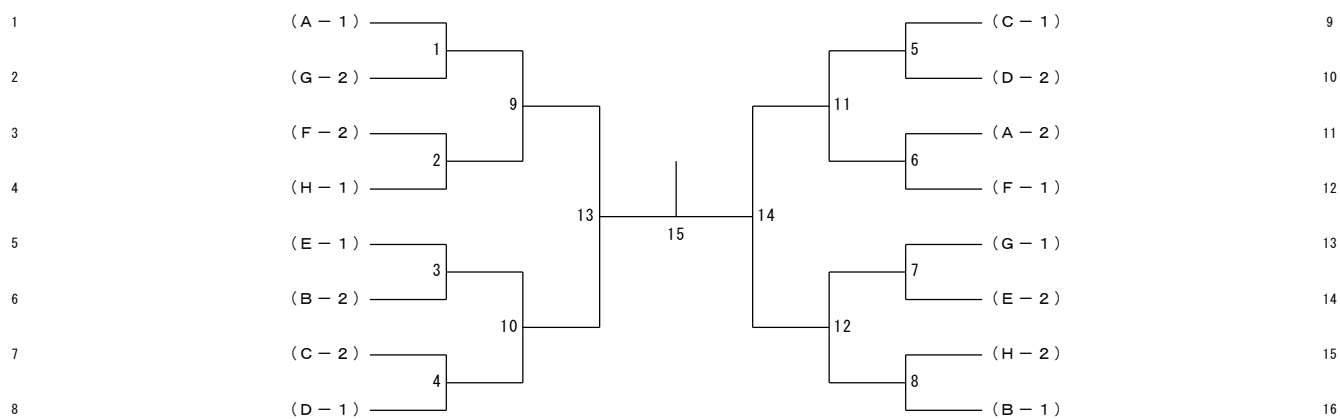 1 (A－1) (C－1) 9
1 5
2 (G－2) (D－2) 10
9 11
3 (F－2) (A－2) 11
2 6
4 (H－1) (F－1) 12
13 14
15
5 (E－1) (G－1) 13
3 7
6 (B－2) (E－2) 14
10 12
7 (C－2) (H－2) 15
4 8
8 (D－1) (B－1) 16